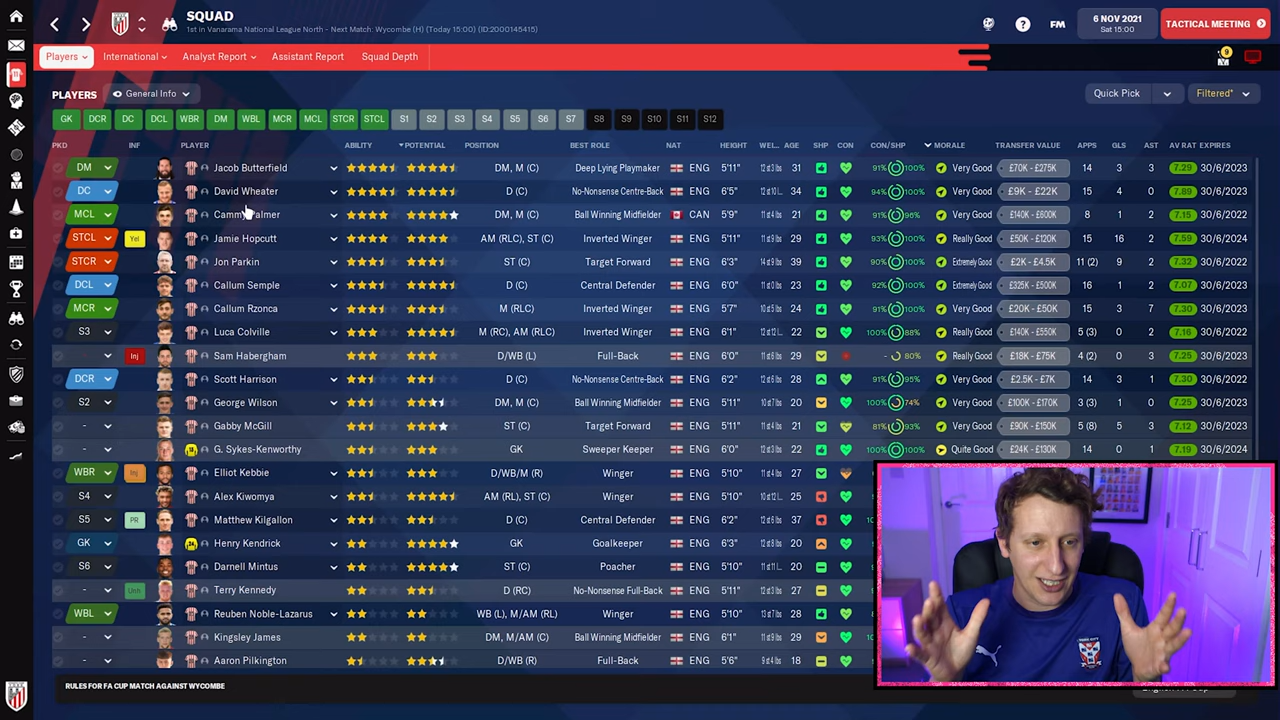 SQUAD
1st in Vanarama National League North - Next Match: Wycombe (H) (Today 15:00) (ID:2000145415)
? FM 6 NOV 2021 Sat 15:00 TACTICAL MEETING
Players International Analyst Report Assistant Report Squad Depth 9
PLAYERS General Info Quick Pick Filtered*
GK DCR DC DCL WBR DM WBL MCR MCL STCR STCL S1 S2 S3 S4 S5 S6 S7 S8 S9 S10 S11 S12
PKD INF PLAYER ABILITY POTENTIAL POSITION BEST ROLE NAT HEIGHT WEI... AGE SHP CON CON/SHP MORALE TRANSFER VALUE APPS GLS AST AV RAT EXPIRES
DM Jacob Butterfield DM, M (C) Deep Lying Playmaker ENG 5'11" 31 91% 100% Very Good £70K - £275K 14 3 3 7.29 30/6/2023
DC David Wheater D (C) No-Nonsense Centre-Back ENG 6'5" 34 94% 100% Very Good £9K - £22K 15 4 0 7.89 30/6/2023
MCL Cammy Palmer DM, M (C) Ball Winning Midfielder CAN 5'9" 21 91% 96% Very Good £140K - £600K 8 1 2 7.15 30/6/2022
STCL Yel Jamie Hopcutt AM (RLC), ST (C) Inverted Winger ENG 5'11" 29 93% 100% Really Good £50K - £120K 15 16 2 7.59 30/6/2024
STCR Jon Parkin ST (C) Target Forward ENG 6'3" 39 90% 100% Extremely Good £2K - £4.5K 11 (2) 9 2 7.32 30/6/2022
DCL Callum Semple D (C) Central Defender ENG 6'0" 23 92% 100% Extremely Good £325K - £500K 16 1 2 7.07 30/6/2023
MCR Callum Rzonca M (RLC) Inverted Winger ENG 5'7" 24 91% 100% Very Good £20K - £50K 15 3 7 7.30 30/6/2023
S3 Luca Colville M (RC), AM (RLC) Inverted Winger ENG 6'1" 22 100% 88% Really Good £140K - £550K 5 (3) 0 2 7.16 30/6/2022
Inj Sam Habergham D/WB (L) Full-Back ENG 6'0" 29 - 80% Really Good £18K - £75K 4 (2) 0 3 7.25 30/6/2023
DCR Scott Harrison D (C) No-Nonsense Centre-Back ENG 6'2" 28 91% 95% Very Good £2.5K - £7K 14 3 1 7.30 30/6/2023
S2 George Wilson DM, M (C) Ball Winning Midfielder ENG 5'11" 20 100% 74% Very Good £100K - £170K 3 (3) 1 0 7.25 30/6/2023
- Gabby McGill ST (C) Target Forward ENG 5'11" 21 81% 93% Very Good £90K - £150K 5 (8) 5 3 7.12 30/6/2022
- G. Sykes-Kenworthy GK Sweeper Keeper ENG 6'0" 22 100% 100% Quite Good £24K - £130K 14 0 1 7.19 30/6/2024
WBR Inj Elliot Kebbie D/WB/M (R) Winger ENG 5'10" 27
S4 Alex Kiwomya AM (RL), ST (C) Winger ENG 5'10" 25
S5 PR Matthew Kilgallon D (C) Central Defender ENG 6'2" 37
GK Henry Kendrick GK Goalkeeper ENG 6'3" 20
S6 Darnell Mintus ST (C) Poacher ENG 5'10" 20
- Unh Terry Kennedy D (RC) No-Nonsense Full-Back ENG 5'11" 27
WBL Reuben Noble-Lazarus WB (L), M/AM (RL) Winger ENG 5'10" 28
- Kingsley James DM, M/AM (C) Ball Winning Midfielder ENG 6'1" 29
- Aaron Pilkington D/WB (R) Full-Back ENG 5'6" 18
RULES FOR FA CUP MATCH AGAINST WYCOMBE